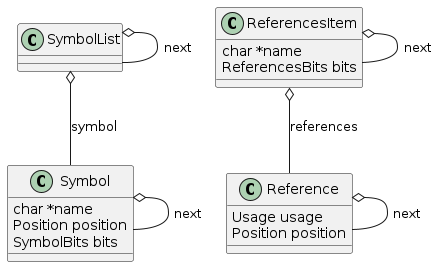 C SymbolList
next
C ReferencesItem
char *name
ReferencesBits bits
next
symbol
references
C Symbol
char *name
Position position
SymbolBits bits
next
C Reference
Usage usage
Position position
next